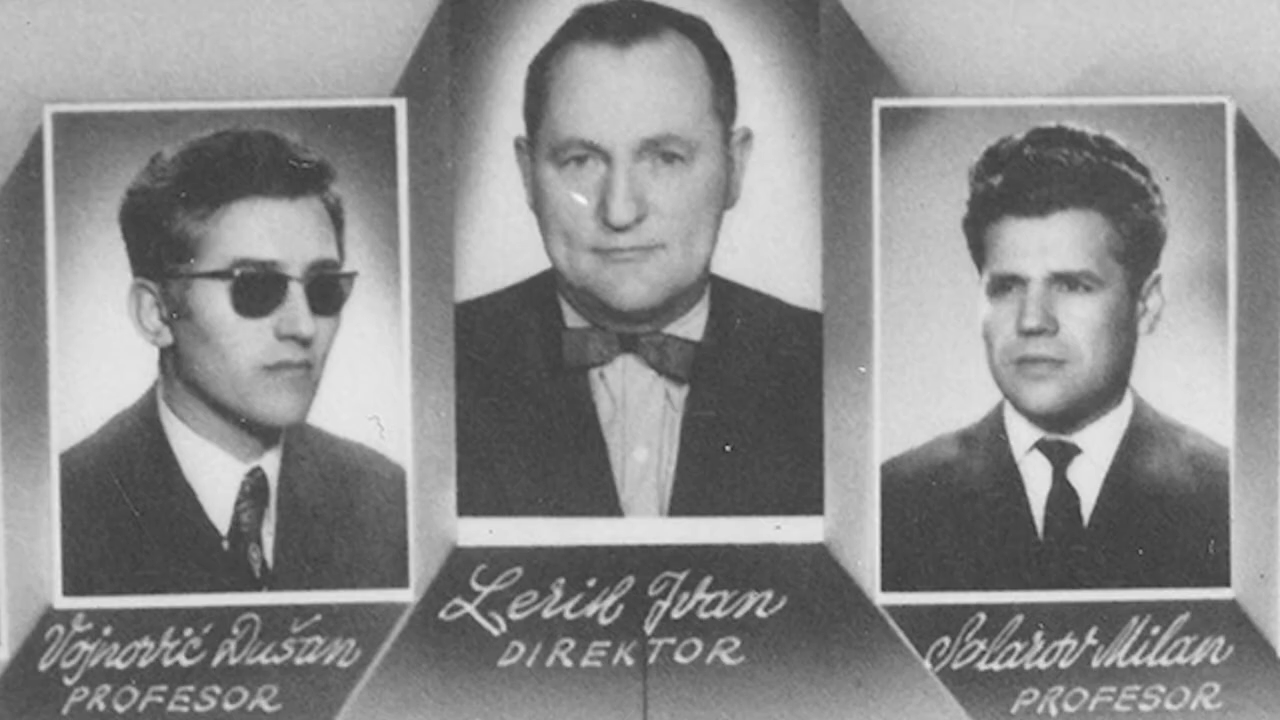 Vojnović Dušan
PROFESOR
Lerih Ivan
DIREKTOR
Solarov Milan
PROFESOR